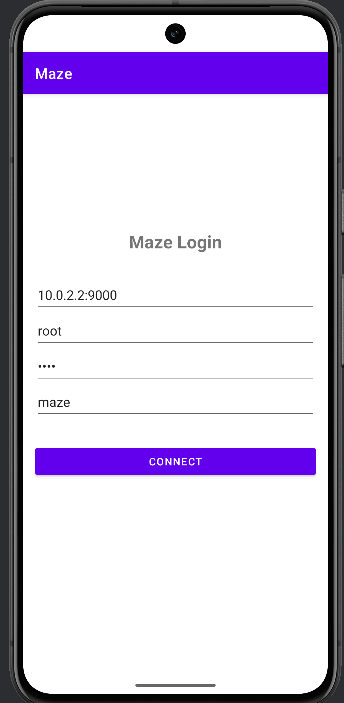 Maze
Maze Login
10.0.2.2:9000
root
••••
maze
CONNECT